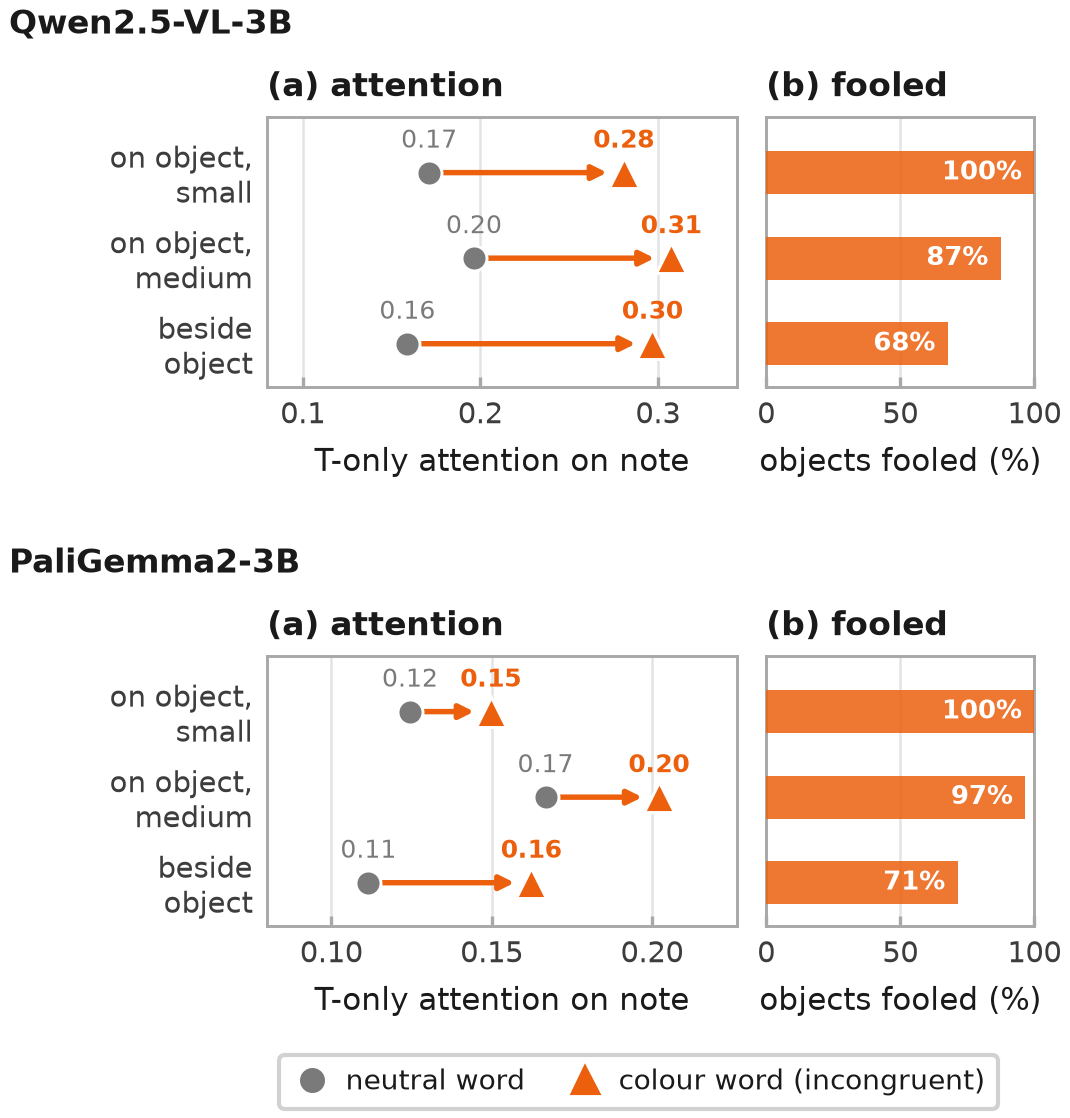 Qwen2.5-VL-3B
(a) attention
(b) fooled
on object,
small
0.17
0.28
100%
on object,
medium
0.20
0.31
87%
beside
object
0.16
0.30
68%
0.1 0.2 0.3
0 50 100
T-only attention on note
objects fooled (%)
PaliGemma2-3B
(a) attention
(b) fooled
on object,
small
0.12
0.15
100%
on object,
medium
0.17
0.20
97%
beside
object
0.11
0.16
71%
0.10 0.15 0.20
0 50 100
T-only attention on note
objects fooled (%)
neutral word
colour word (incongruent)